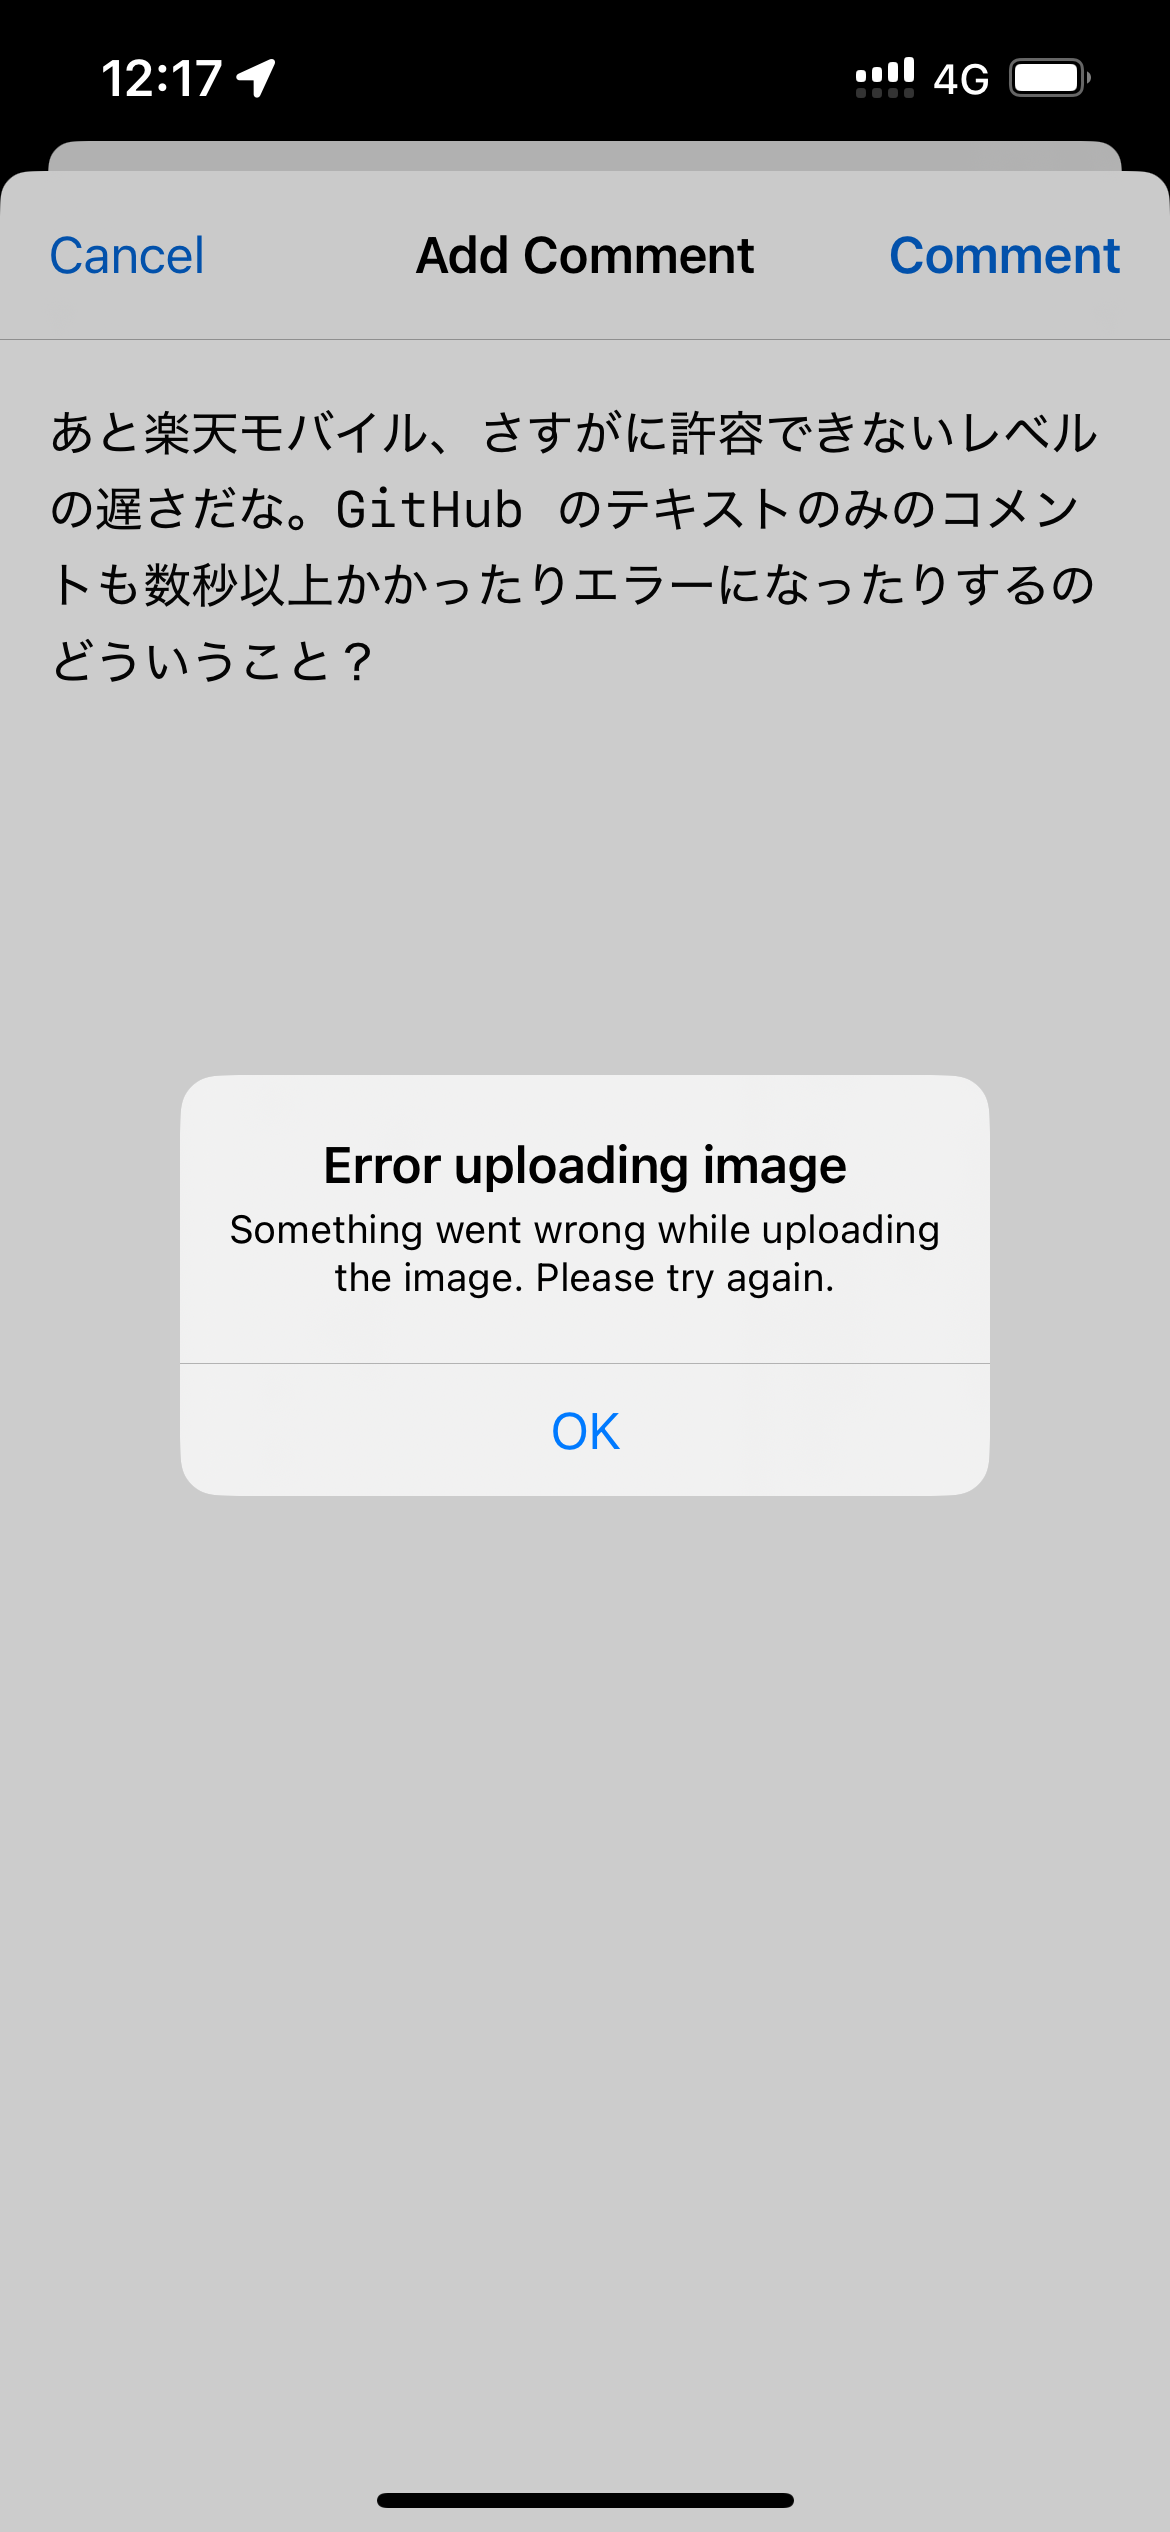 12:17
4G
Cancel
Add Comment
Comment
あと楽天モバイル、さすがに許容できないレベル
の遅さだな。GitHub のテキストのみのコメン
トも数秒以上かかったりエラーになったりするの
どういうこと？
Error uploading image
Something went wrong while uploading
the image. Please try again.
OK